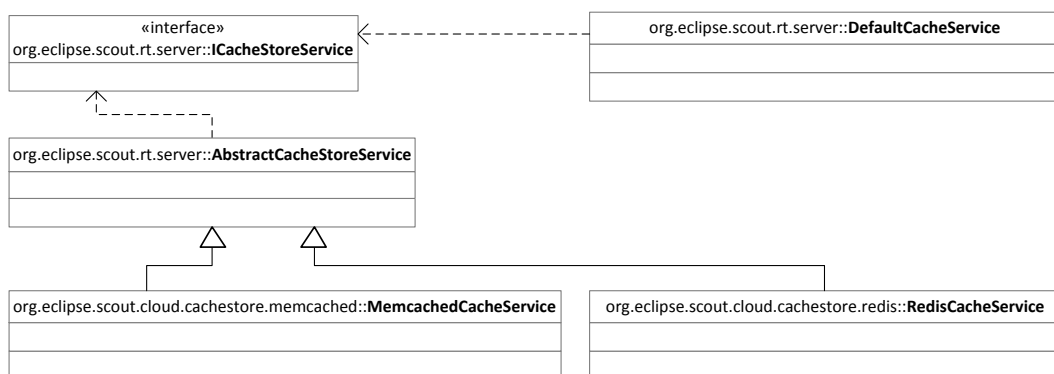 «interface»
org.eclipse.scout.rt.server::ICacheStoreService
org.eclipse.scout.rt.server::DefaultCacheService
org.eclipse.scout.rt.server::AbstractCacheStoreService
org.eclipse.scout.cloud.cachestore.memcached::MemcachedCacheService
org.eclipse.scout.cloud.cachestore.redis::RedisCacheService